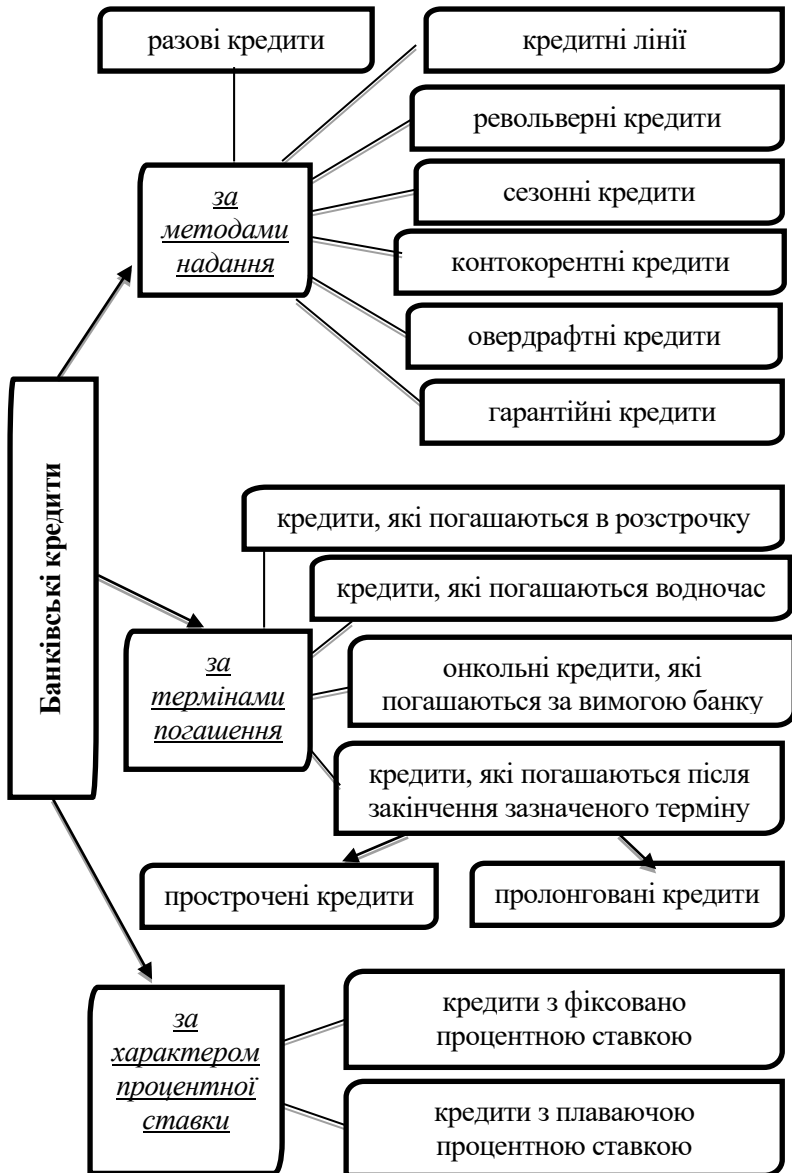 разові кредити
кредитні лінії
револьверні кредити
сезонні кредити
контокорентні кредити
овердрафтні кредити
гарантійні кредити
за
методами
надання
Банківські кредити
кредити, які погашаються в розстрочку
кредити, які погашаються водночас
онкольні кредити, які
погашаються за вимогою банку
кредити, які погашаються після
закінчення зазначеного терміну
за
термінами
погашення
прострочені кредити
пролонговані кредити
за
характером
процентної
ставки
кредити з фіксовано
процентною ставкою
кредити з плаваючою
процентною ставкою